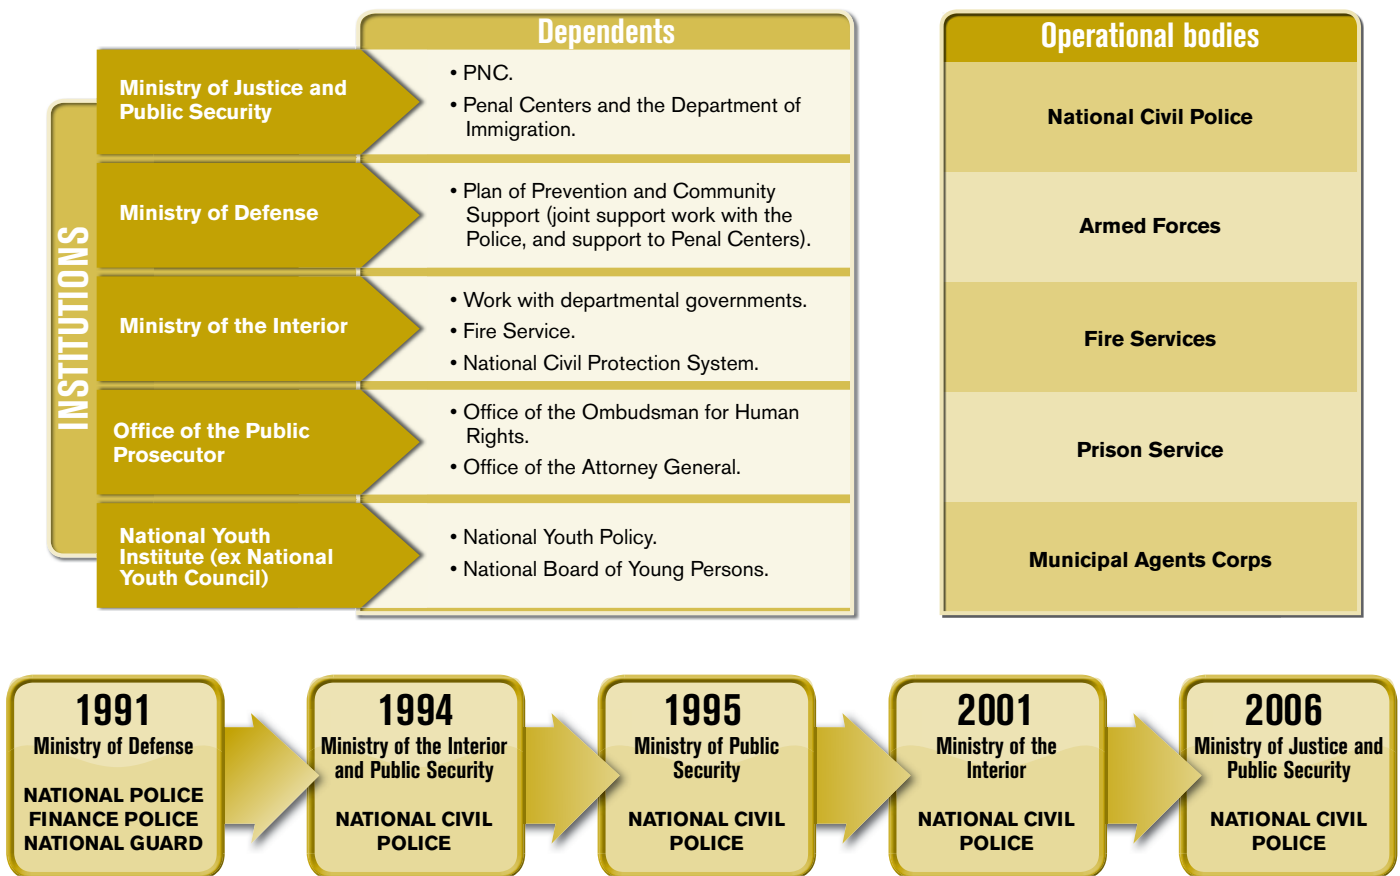 Dependents
INSTITUTIONS
Ministry of Justice and
Public Security
• PNC.
• Penal Centers and the Department of
Immigration.
Ministry of Defense
• Plan of Prevention and Community
Support (joint support work with the
Police, and support to Penal Centers).
Ministry of the Interior
• Work with departmental governments.
• Fire Service.
• National Civil Protection System.
Office of the Public
Prosecutor
• Office of the Ombudsman for Human
Rights.
• Office of the Attorney General.
National Youth
Institute (ex National
Youth Council)
• National Youth Policy.
• National Board of Young Persons.
Operational bodies
National Civil Police
Armed Forces
Fire Services
Prison Service
Municipal Agents Corps
1991
Ministry of Defense
NATIONAL POLICE
FINANCE POLICE
NATIONAL GUARD
1994
Ministry of the Interior
and Public Security
NATIONAL CIVIL
POLICE
1995
Ministry of Public
Security
NATIONAL CIVIL
POLICE
2001
Ministry of the
Interior
NATIONAL CIVIL
POLICE
2006
Ministry of Justice and
Public Security
NATIONAL CIVIL
POLICE